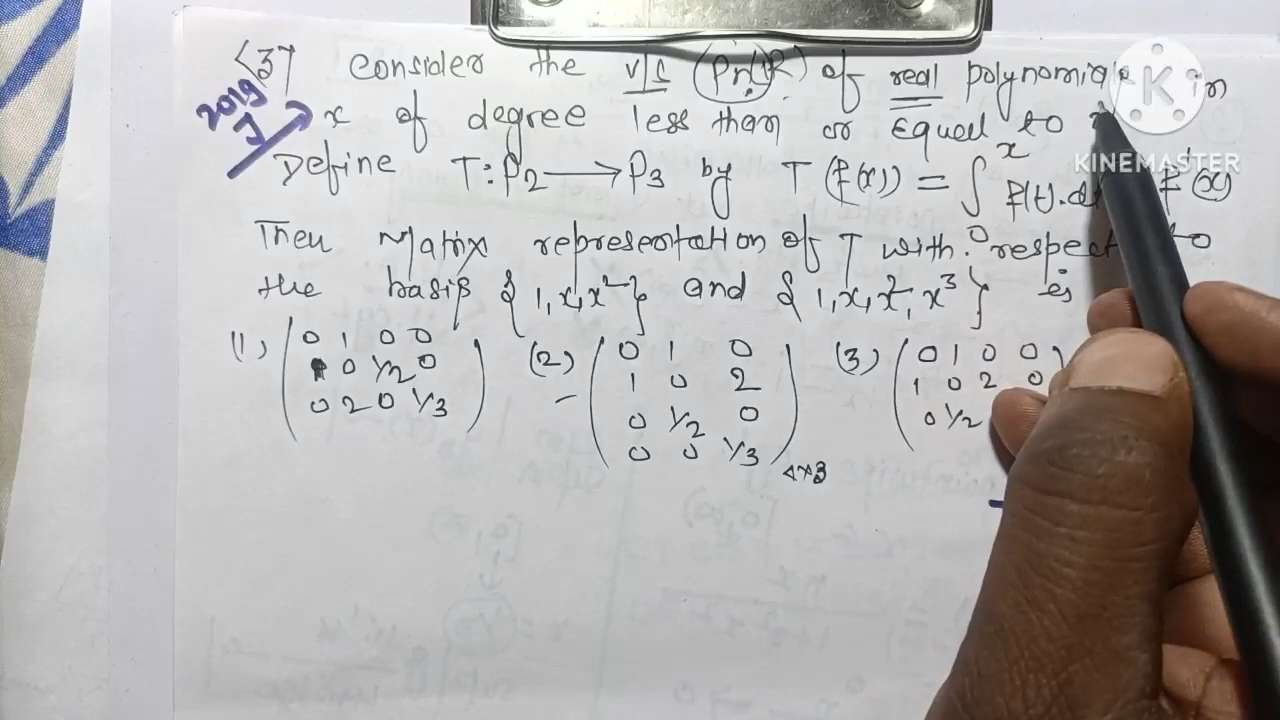 <3> Consider the v/s (Pn(R)) of real polynomials in
2019
J
x of degree less than or Equal to
Define T: P2 → P3 by T (f(x)) = ∫₀ˣ f(t).dt f'(x)
Then Matrix representation of T with respect to
the basis {1, x, x²} and {1, x, x², x³} is
(1) (2) (3)
0 1 0 0
1 0 1/2 0
0 2 0 1/3
0 1 0
1 0 2
0 1/2 0
0 0 1/3
4x3
0 1 0 0
1 0 2 0
0 1/2
K
KINEMASTER